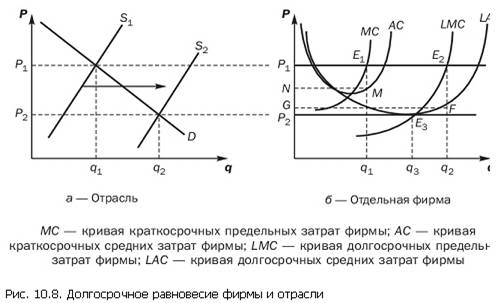 P
S₁
S₂
P₁
P₂
D
q₁
q₂
q
а — Отрасль
P
MC
AC
LMC
LA
P₁
E₁
E₂
N
M
G
F
P₂
E₃
q₁
q₃
q₂
q
б — Отдельная фирма
MC — кривая краткосрочных предельных затрат фирмы; AC — кривая
краткосрочных средних затрат фирмы; LMC — кривая долгосрочных предель
затрат фирмы; LAC — кривая долгосрочных средних затрат фирмы
Рис. 10.8. Долгосрочное равновесие фирмы и отрасли